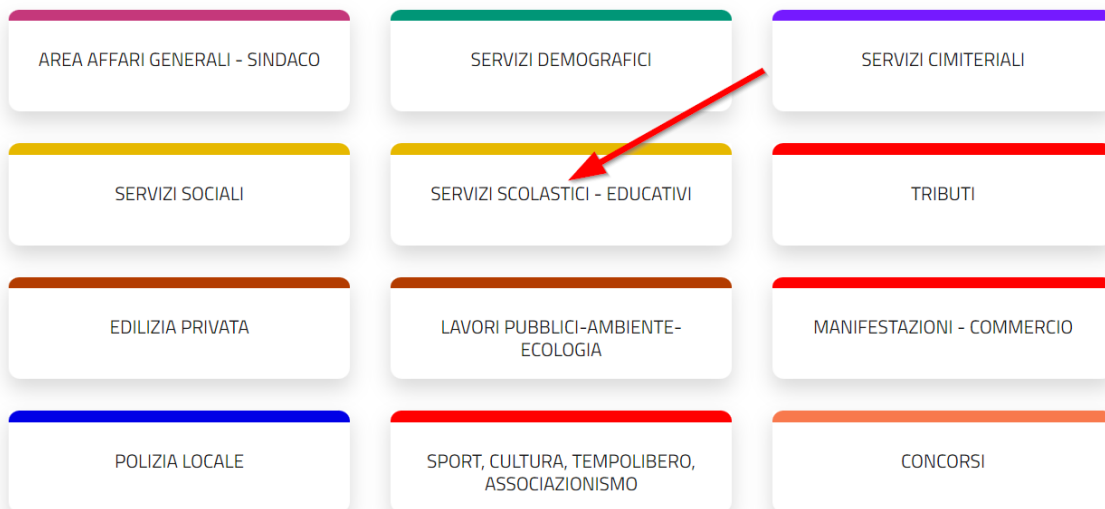 AREA AFFARI GENERALI - SINDACO
SERVIZI DEMOGRAFICI
SERVIZI CIMITERIALI
SERVIZI SOCIALI
SERVIZI SCOLASTICI - EDUCATIVI
TRIBUTI
EDILIZIA PRIVATA
LAVORI PUBBLICI-AMBIENTE-
ECOLOGIA
MANIFESTAZIONI - COMMERCIO
POLIZIA LOCALE
SPORT, CULTURA, TEMPOLIBERO,
ASSOCIAZIONISMO
CONCORSI